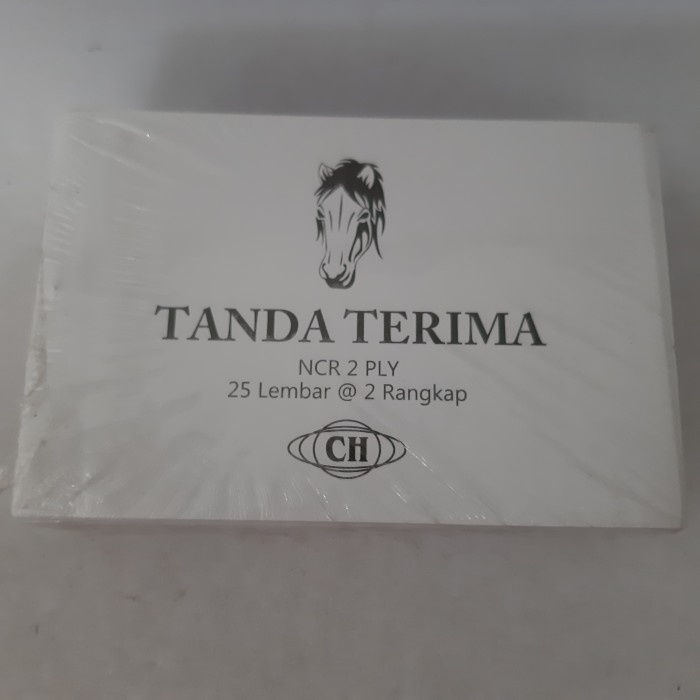 TANDA TERIMA
NCR 2 PLY
25 Lembar @ 2 Rangkap
CH